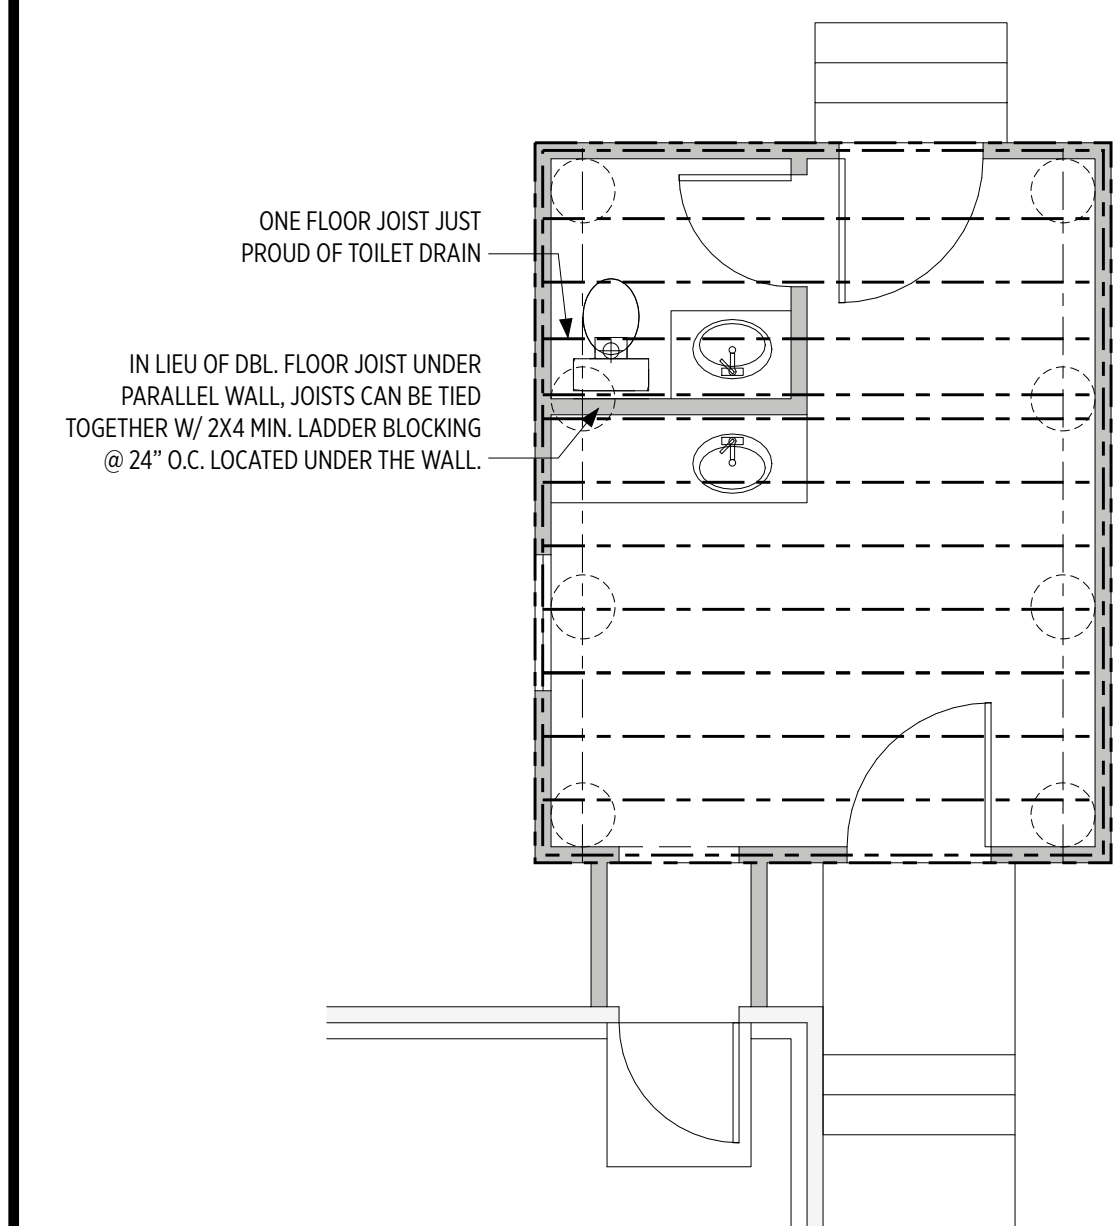 ONE FLOOR JOIST JUST
PROUD OF TOILET DRAIN
IN LIEU OF DBL. FLOOR JOIST UNDER
PARALLEL WALL, JOISTS CAN BE TIED
TOGETHER W/ 2X4 MIN. LADDER BLOCKING
@ 24” O.C. LOCATED UNDER THE WALL.